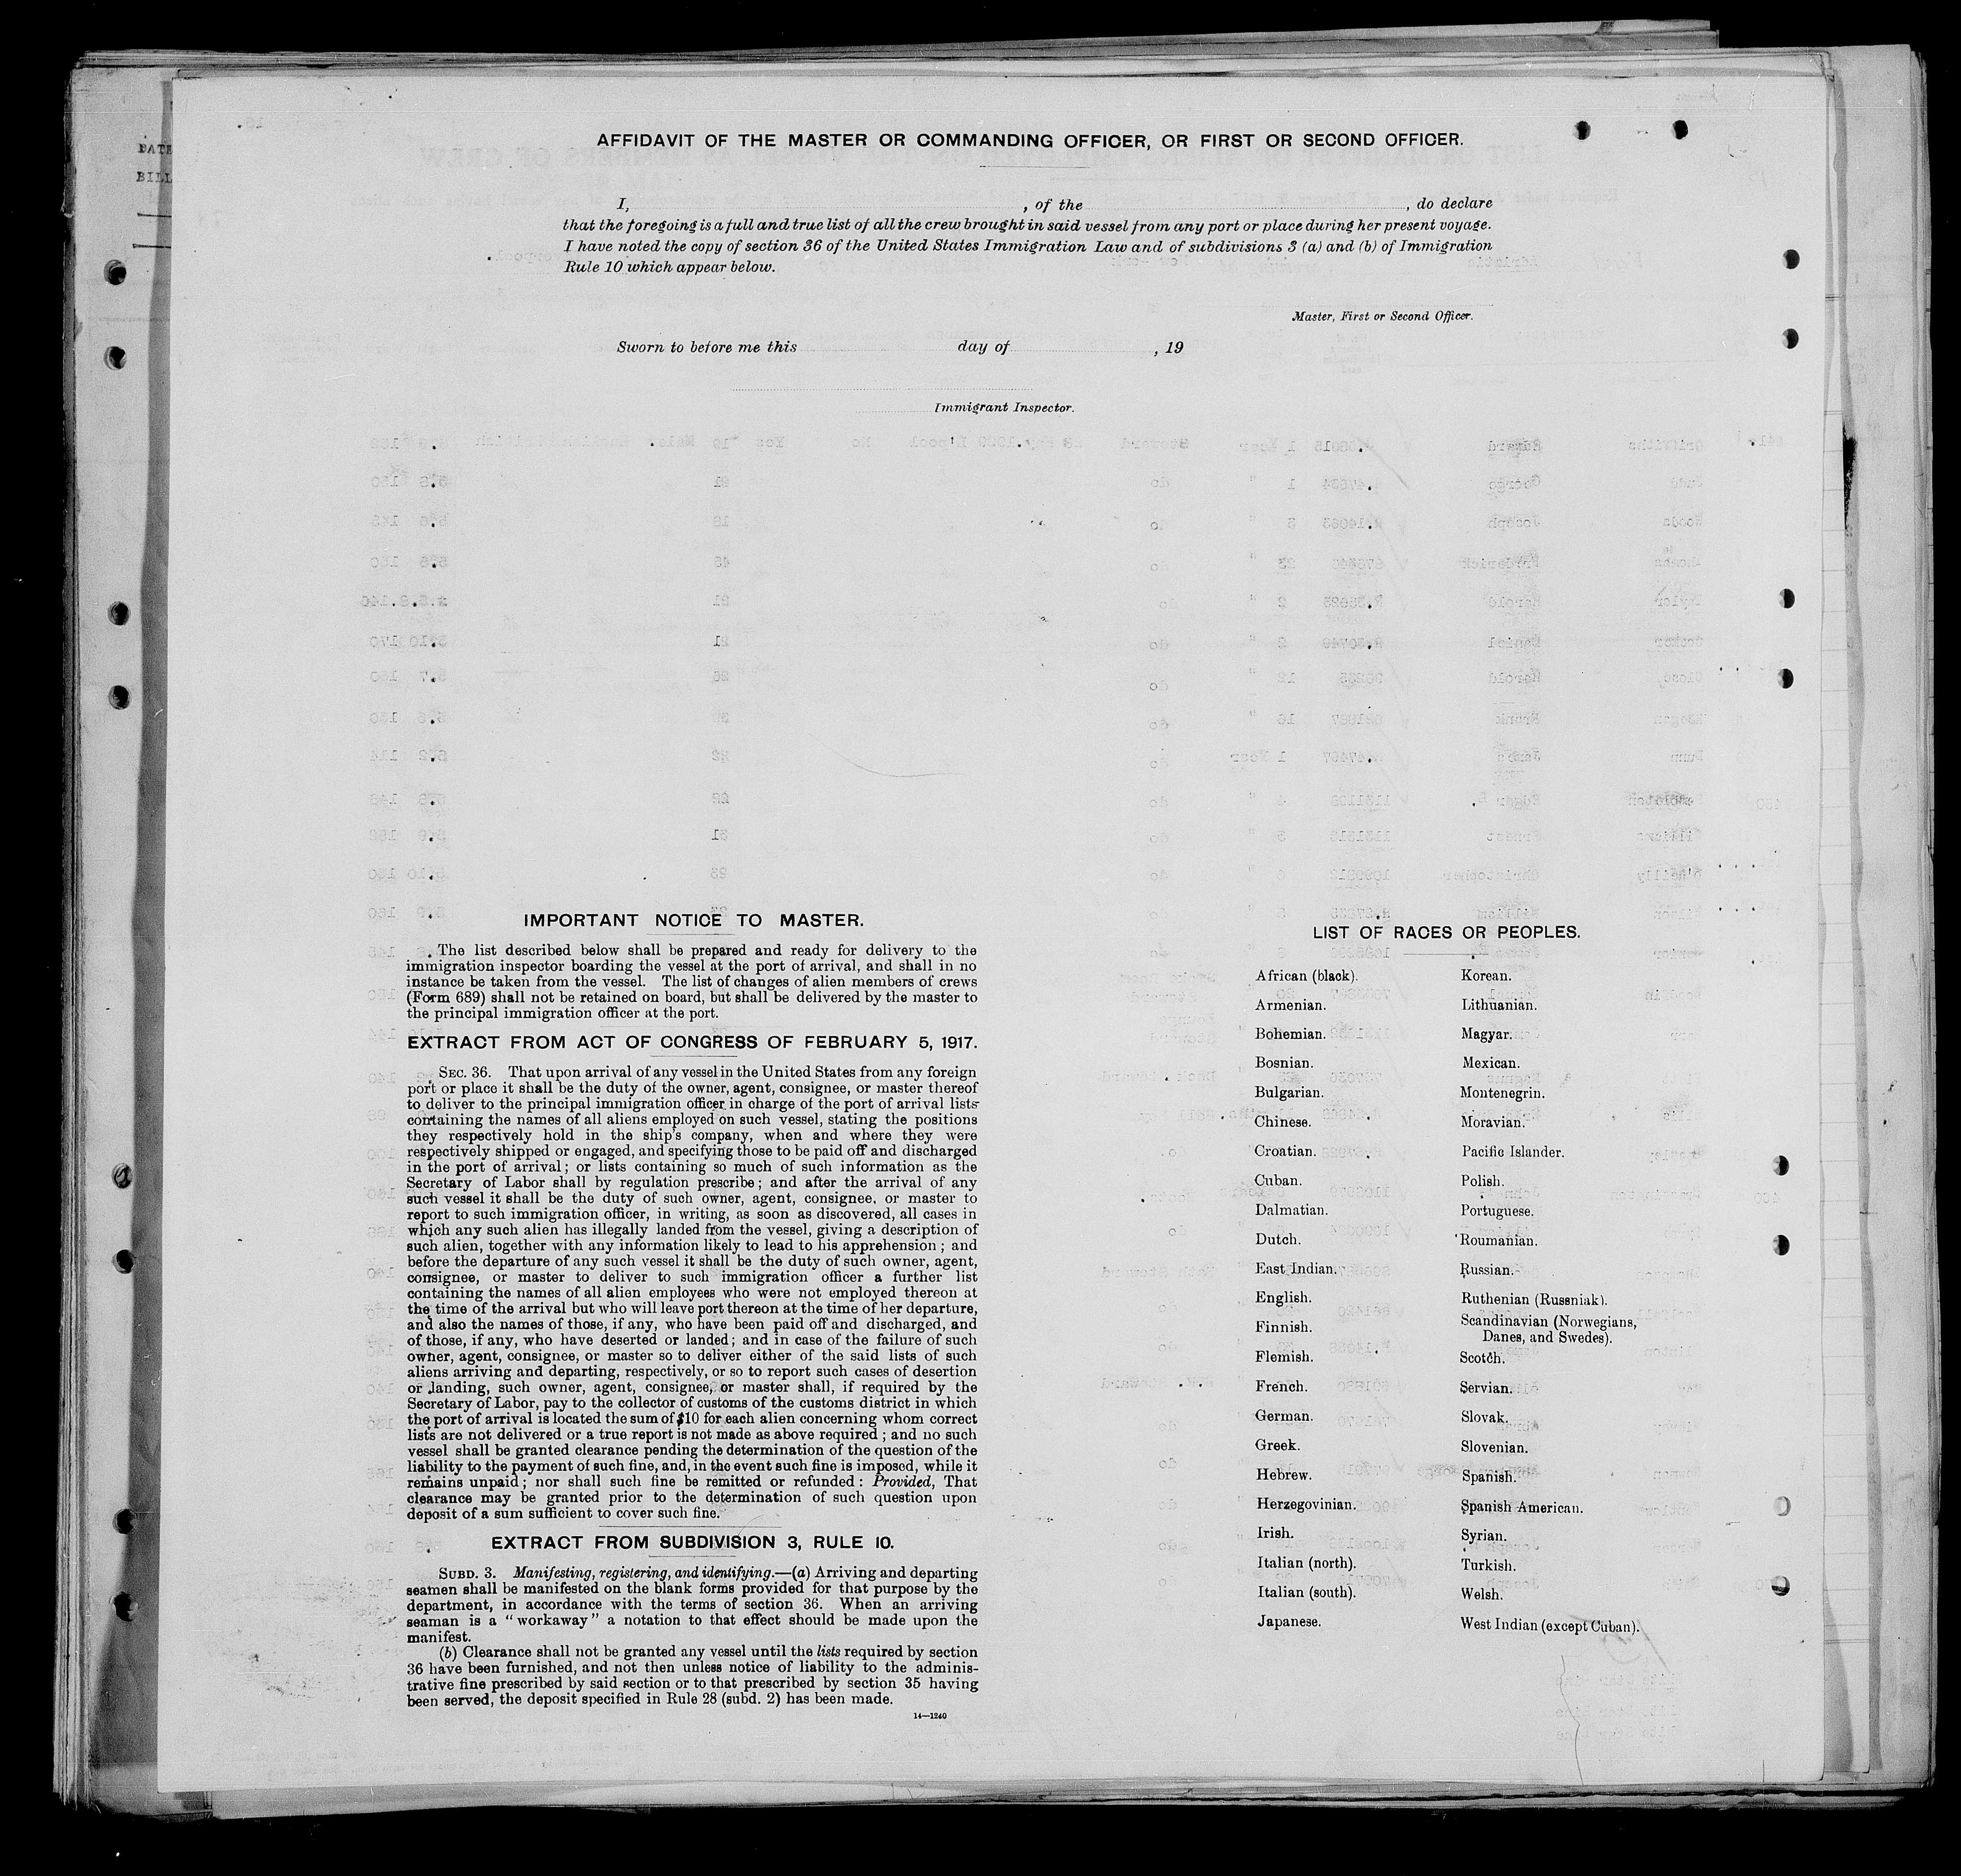 AFFIDAVIT OF THE MASTER OR COMMANDING OFFICER, OR FIRST OR SECOND OFFICER.
I, , of the , do declare
that the foregoing is a full and true list of all the crew brought in said vessel from any port or place during her present voyage.
I have noted the copy of section 36 of the United States Immigration Law and of subdivisions 3 (a) and (b) of Immigration
Rule 10 which appear below.
Master, First or Second Officer.
Sworn to before me this day of , 19
Immigrant Inspector.
IMPORTANT NOTICE TO MASTER.
The list described below shall be prepared and ready for delivery to the
immigration inspector boarding the vessel at the port of arrival, and shall in no
instance be taken from the vessel. The list of changes of alien members of crews
(Form 689) shall not be retained on board, but shall be delivered by the master to
the principal immigration officer at the port.
EXTRACT FROM ACT OF CONGRESS OF FEBRUARY 5, 1917.
SEC. 36. That upon arrival of any vessel in the United States from any foreign
port or place it shall be the duty of the owner, agent, consignee, or master thereof
to deliver to the principal immigration officer in charge of the port of arrival lists
containing the names of all aliens employed on such vessel, stating the positions
they respectively hold in the ship's company, when and where they were
respectively shipped or engaged, and specifying those to be paid off and discharged
in the port of arrival; or lists containing so much of such information as the
Secretary of Labor shall by regulation prescribe; and after the arrival of any
such vessel it shall be the duty of such owner, agent, consignee, or master to
report to such immigration officer, in writing, as soon as discovered, all cases in
which any such alien has illegally landed from the vessel, giving a description of
such alien, together with any information likely to lead to his apprehension; and
before the departure of any such vessel it shall be the duty of such owner, agent,
consignee, or master to deliver to such immigration officer a further list
containing the names of all alien employees who were not employed thereon at
the time of the arrival but who will leave port thereon at the time of her departure,
and also the names of those, if any, who have been paid off and discharged, and
of those, if any, who have deserted or landed; and in case of the failure of such
owner, agent, consignee, or master so to deliver either of the said lists of such
aliens arriving and departing, respectively, or so to report such cases of desertion
or landing, such owner, agent, consignee, or master shall, if required by the
Secretary of Labor, pay to the collector of customs of the customs district in which
the port of arrival is located the sum of $10 for each alien concerning whom correct
lists are not delivered or a true report is not made as above required; and no such
vessel shall be granted clearance pending the determination of the question of the
liability to the payment of such fine, and, in the event such fine is imposed, while it
remains unpaid; nor shall such fine be remitted or refunded: Provided, That
clearance may be granted prior to the determination of such question upon
deposit of a sum sufficient to cover such fine.
EXTRACT FROM SUBDIVISION 3, RULE 10.
SUBD. 3. Manifesting, registering, and identifying.—(a) Arriving and departing
seamen shall be manifested on the blank forms provided for that purpose by the
department, in accordance with the terms of section 36. When an arriving
seaman is a "workaway" a notation to that effect should be made upon the
manifest.
(b) Clearance shall not be granted any vessel until the lists required by section
36 have been furnished, and not then unless notice of liability to the adminis-
trative fine prescribed by said section or to that prescribed by section 35 having
been served, the deposit specified in Rule 28 (subd. 2) has been made.
14—1240
LIST OF RACES OR PEOPLES.
African (black).
Armenian.
Bohemian.
Bosnian.
Bulgarian.
Chinese.
Croatian.
Cuban.
Dalmatian.
Dutch.
East Indian.
English.
Finnish.
Flemish.
French.
German.
Greek.
Hebrew.
Herzegovinian.
Irish.
Italian (north).
Italian (south).
Japanese.
Korean.
Lithuanian.
Magyar.
Mexican.
Montenegrin.
Moravian.
Pacific Islander.
Polish.
Portuguese.
Roumanian.
Russian.
Ruthenian (Russniak).
Scandinavian (Norwegians,
Danes, and Swedes).
Scotch.
Servian.
Slovak.
Slovenian.
Spanish.
Spanish American.
Syrian.
Turkish.
Welsh.
West Indian (except Cuban).